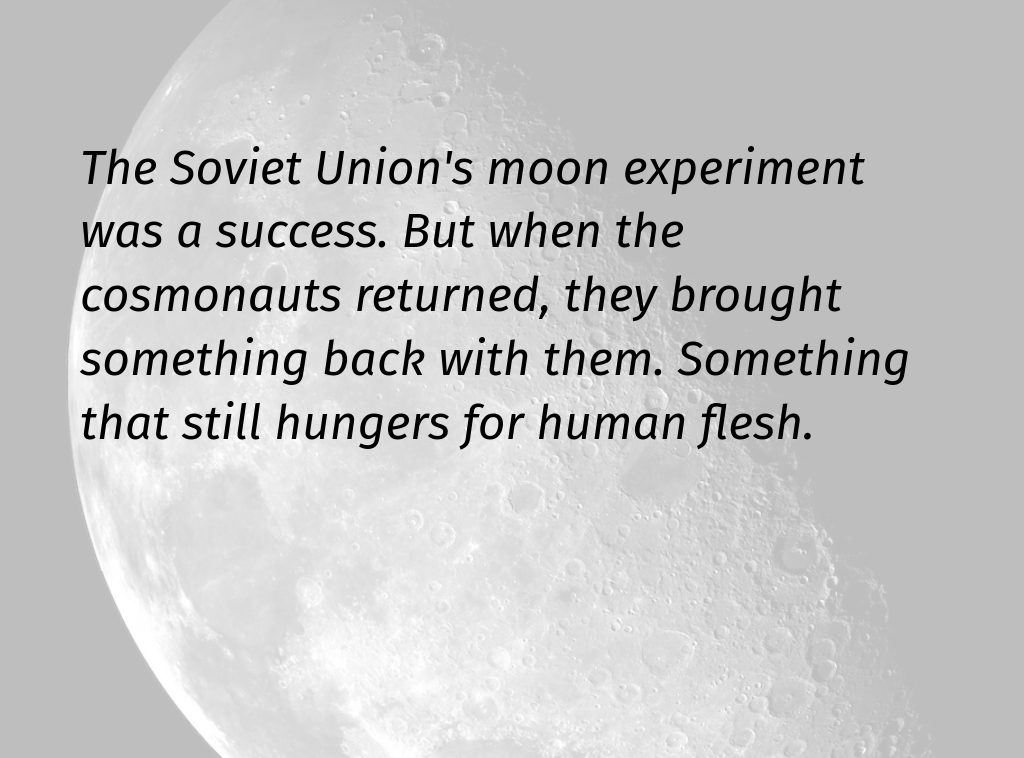 The Soviet Union's moon experiment
was a success. But when the
cosmonauts returned, they brought
something back with them. Something
that still hungers for human flesh.